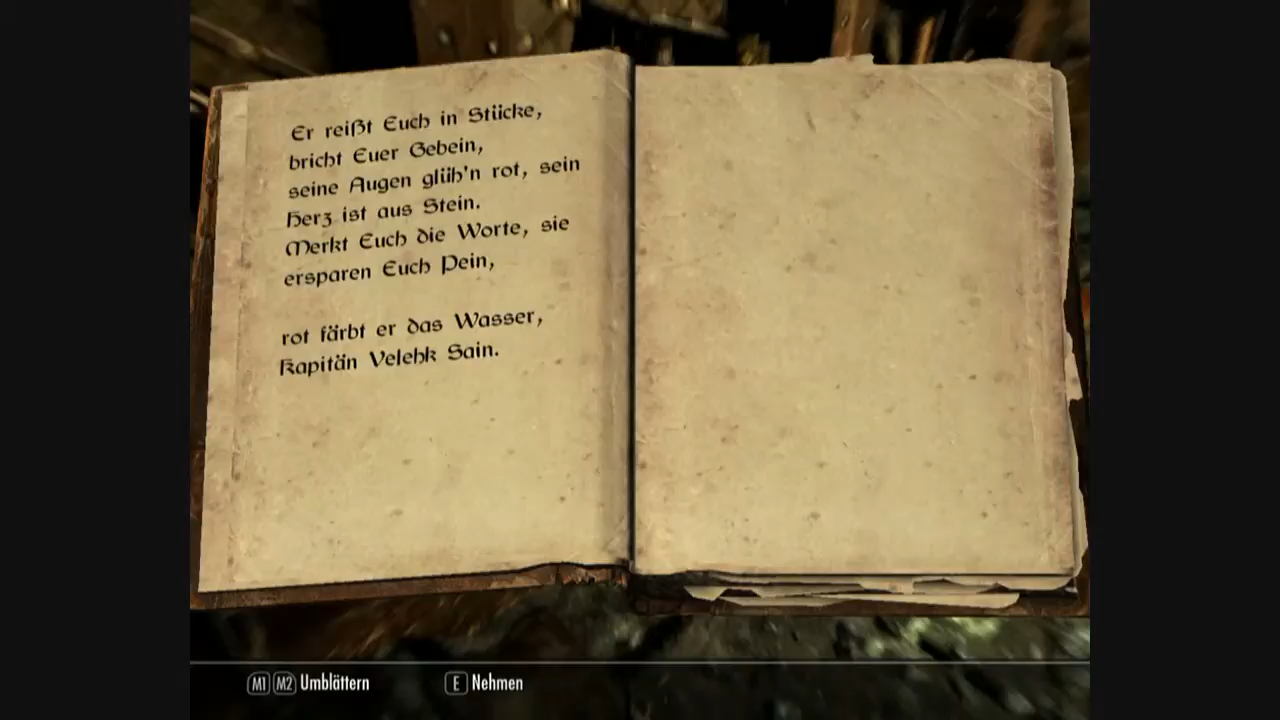 Er reißt Euch in Stücke,
bricht Euer Gebein,
seine Augen glüh'n rot, sein
Herz ist aus Stein.
Merkt Euch die Worte, sie
ersparen Euch Pein,
rot färbt er das Wasser,
Kapitän Velehk Sain.
M1 M2 Umblättern
E Nehmen